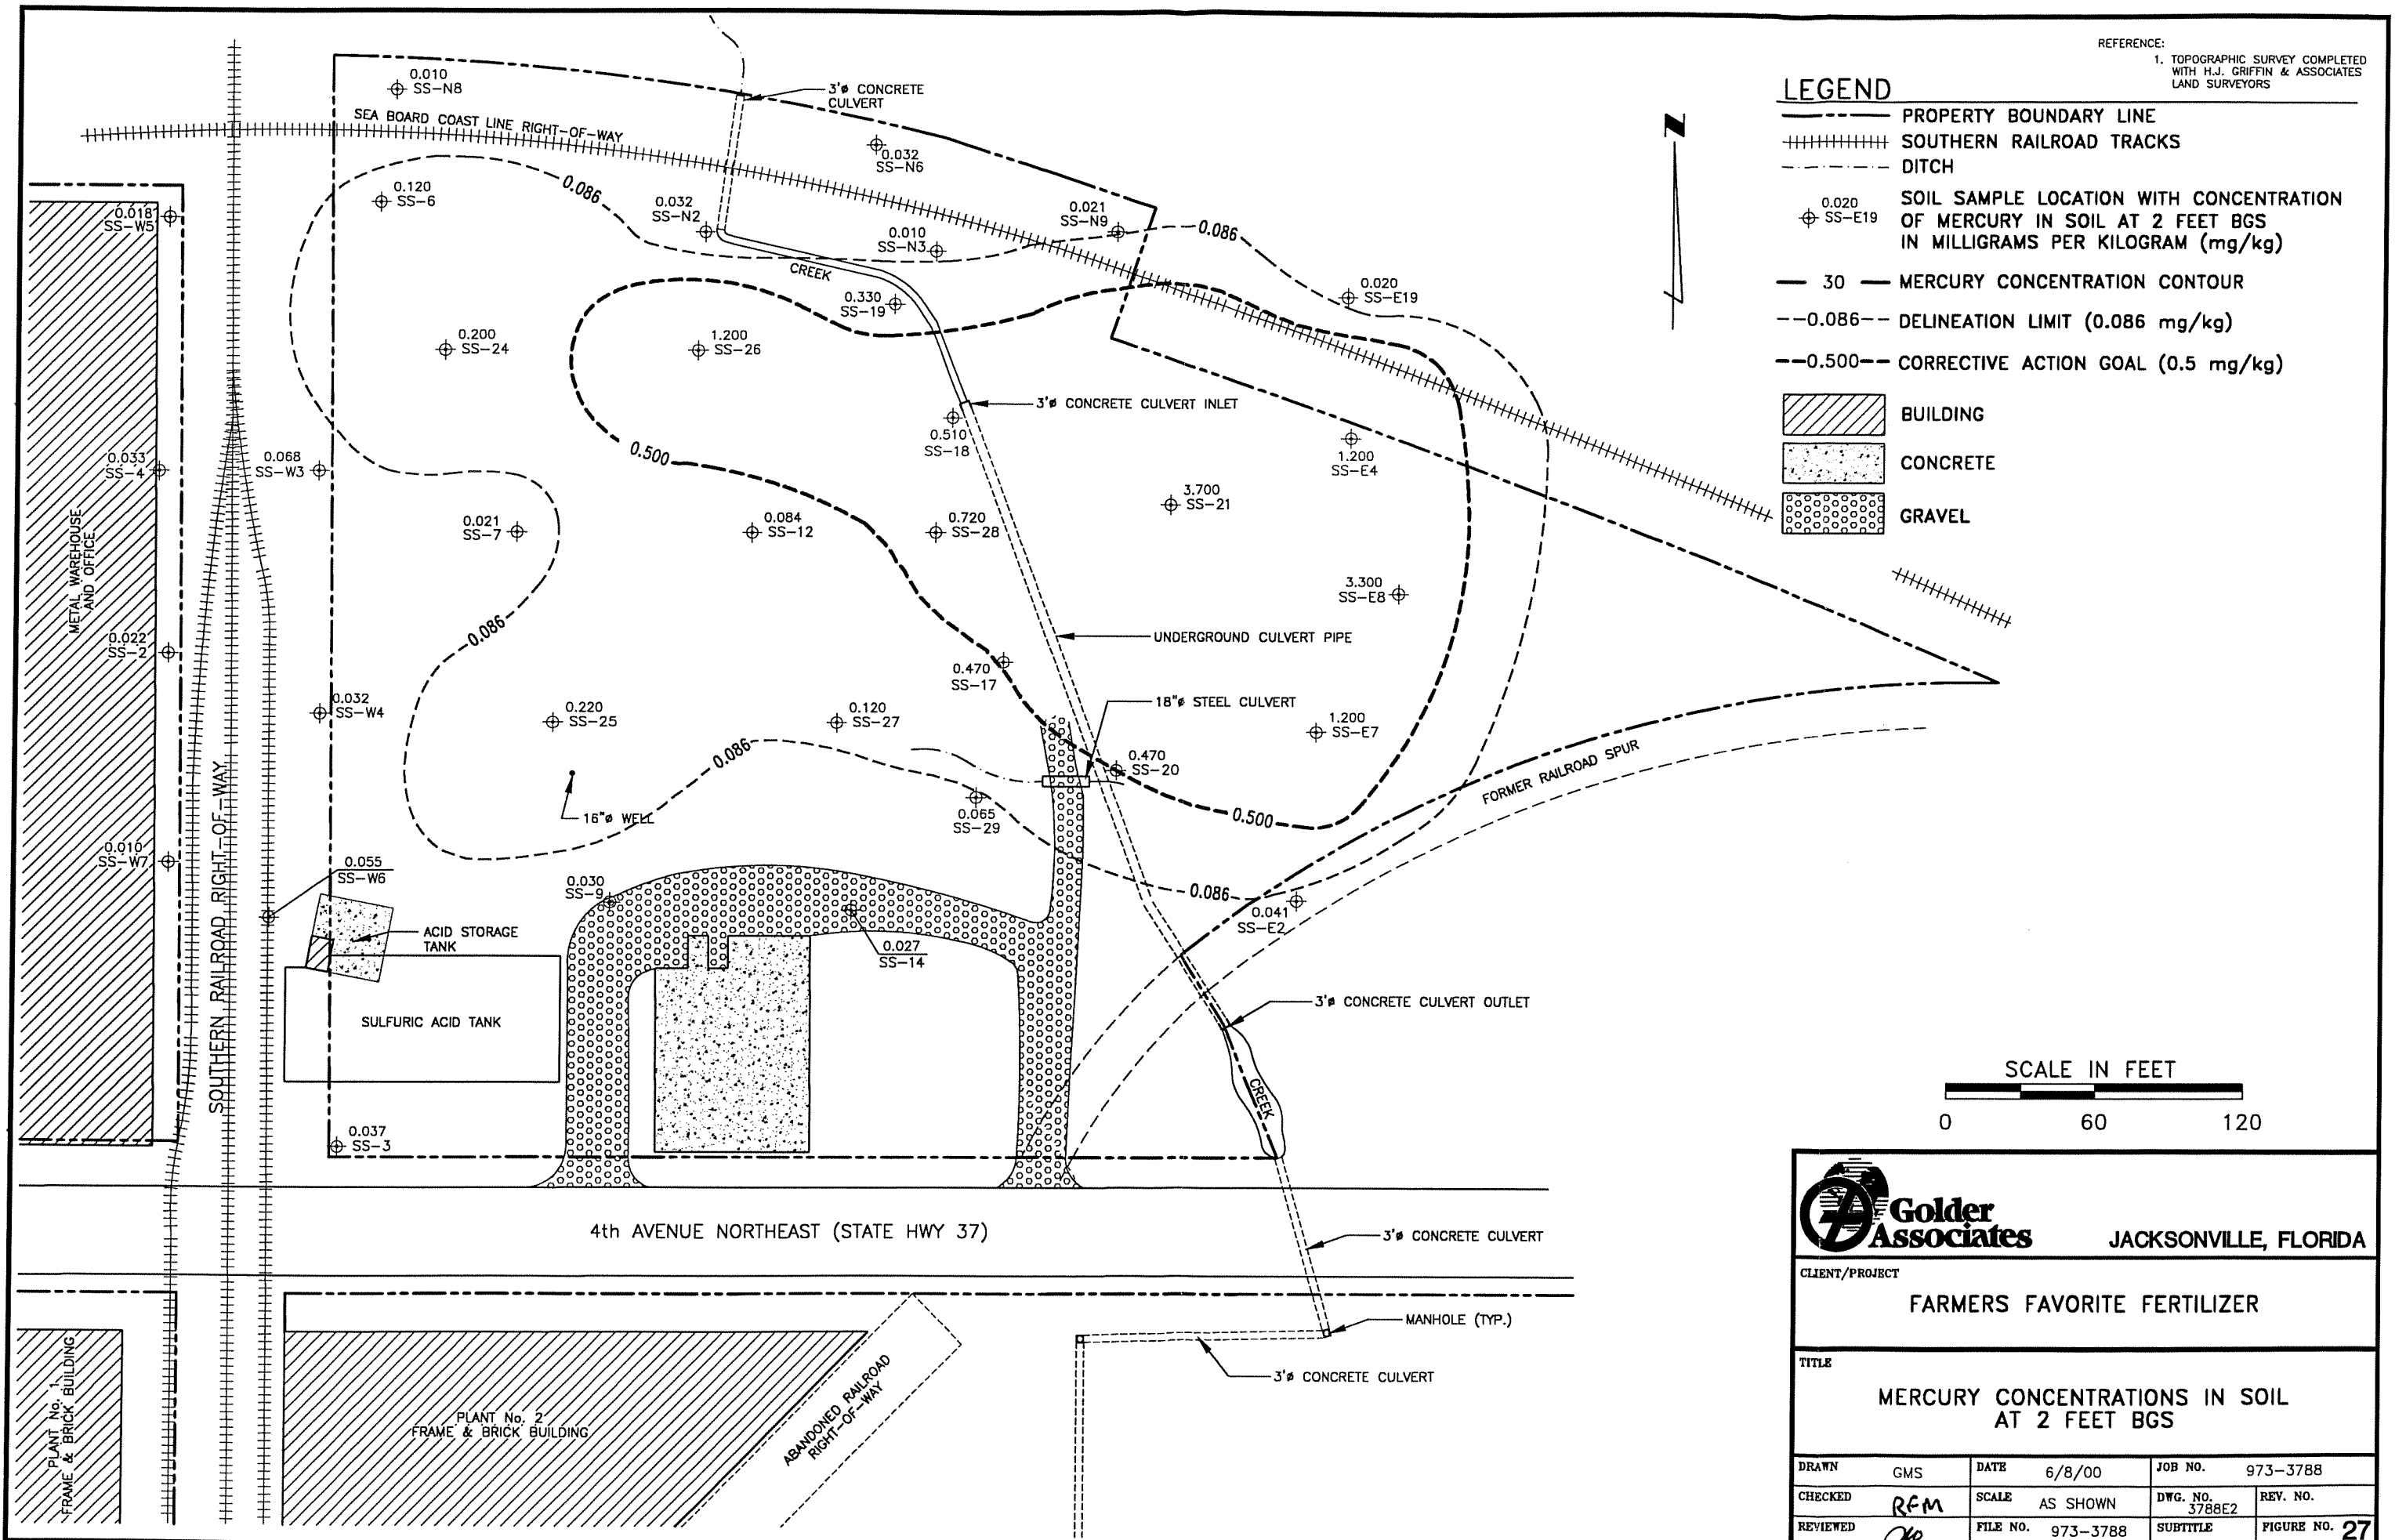 REFERENCE:
1. TOPOGRAPHIC SURVEY COMPLETED
WITH H.J. GRIFFIN & ASSOCIATES
LAND SURVEYORS
LEGEND
PROPERTY BOUNDARY LINE
SOUTHERN RAILROAD TRACKS
DITCH
0.020
SS-E19
SOIL SAMPLE LOCATION WITH CONCENTRATION
OF MERCURY IN SOIL AT 2 FEET BGS
IN MILLIGRAMS PER KILOGRAM (mg/kg)
30
MERCURY CONCENTRATION CONTOUR
0.086
DELINEATION LIMIT (0.086 mg/kg)
0.500
CORRECTIVE ACTION GOAL (0.5 mg/kg)
BUILDING
CONCRETE
GRAVEL
N
0.010
SS-N8
3'ø CONCRETE
CULVERT
SEA BOARD COAST LINE RIGHT-OF-WAY
0.032
SS-N6
0.120
SS-6
0.086
0.018
SS-W5
0.032
SS-N2
0.021
SS-N9
0.010
SS-N3
0.086
CREEK
0.330
SS-19
0.020
SS-E19
0.200
SS-24
1.200
SS-26
3'ø CONCRETE CULVERT INLET
0.510
SS-18
0.500
1.200
SS-E4
0.033
SS-4
0.068
SS-W3
METAL WAREHOUSE
AND OFFICE
0.021
SS-7
0.084
SS-12
0.720
SS-28
3.700
SS-21
3.300
SS-E8
0.086
0.022
SS-2
UNDERGROUND CULVERT PIPE
0.470
SS-17
18"ø STEEL CULVERT
0.032
SS-W4
0.220
SS-25
0.120
SS-27
1.200
SS-E7
0.086
0.470
SS-20
FORMER RAILROAD SPUR
16"ø WELL
0.065
SS-29
0.500
0.010
SS-W7
0.055
SS-W6
0.030
SS-9
0.086
0.041
SS-E2
ACID STORAGE
TANK
0.027
SS-14
SOUTHERN RAILROAD RIGHT-OF-WAY
SULFURIC ACID TANK
3'ø CONCRETE CULVERT OUTLET
CREEK
0.037
SS-3
4th AVENUE NORTHEAST (STATE HWY 37)
3'ø CONCRETE CULVERT
MANHOLE (TYP.)
3'ø CONCRETE CULVERT
PLANT No. 1
FRAME & BRICK BUILDING
PLANT No. 2
FRAME & BRICK BUILDING
ABANDONED RAILROAD
RIGHT-OF-WAY
SCALE IN FEET
0 60 120
Golder
Associates
JACKSONVILLE, FLORIDA
CLIENT/PROJECT
FARMERS FAVORITE FERTILIZER
TITLE
MERCURY CONCENTRATIONS IN SOIL
AT 2 FEET BGS
DRAWN GMS DATE 6/8/00 JOB NO. 973-3788
CHECKED RFM SCALE AS SHOWN DWG. NO. 3788E2 REV. NO.
REVIEWED FILE NO. 973-3788 SUBTITLE FIGURE NO. 27